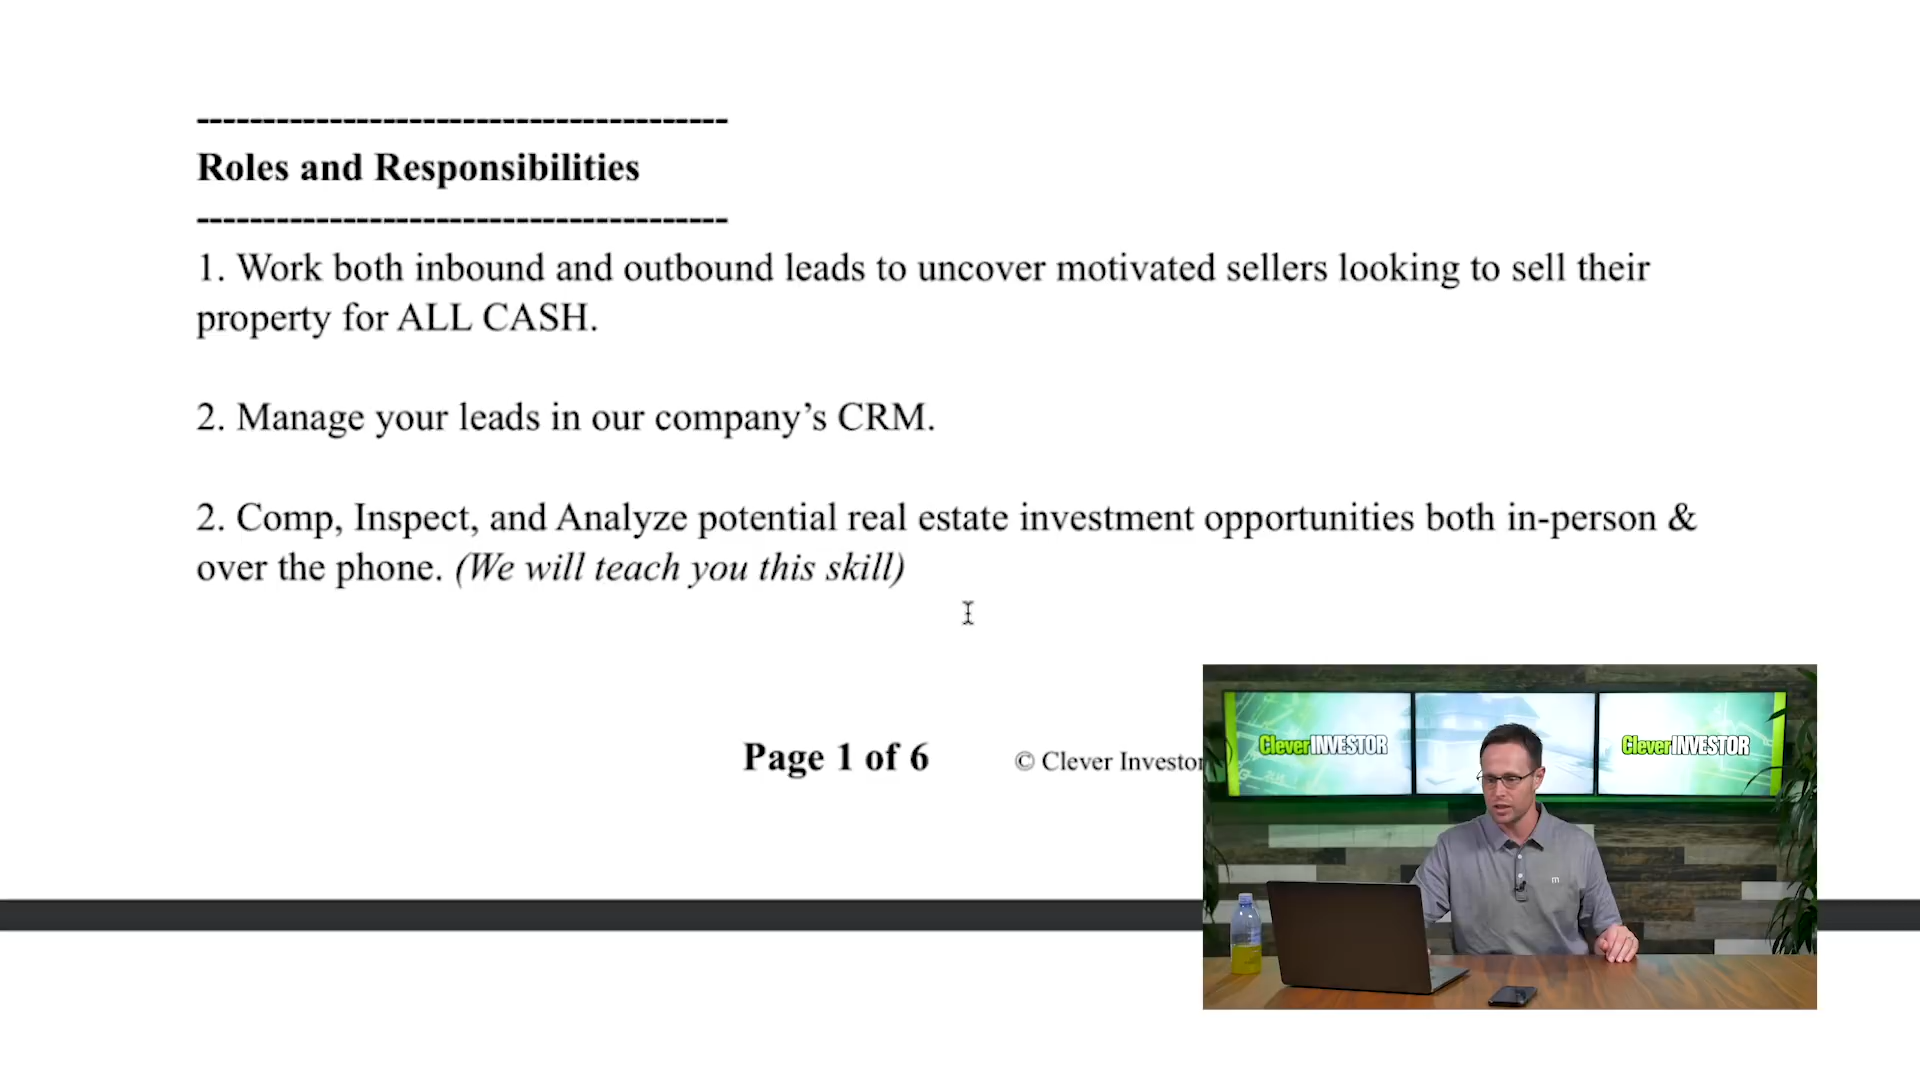 ----------------------------------------
Roles and Responsibilities
----------------------------------------
1. Work both inbound and outbound leads to uncover motivated sellers looking to sell their
property for ALL CASH.
2. Manage your leads in our company’s CRM.
2. Comp, Inspect, and Analyze potential real estate investment opportunities both in-person &
over the phone. (We will teach you this skill)
Page 1 of 6 © Clever Investor
CleverINVESTOR
CleverINVESTOR
m